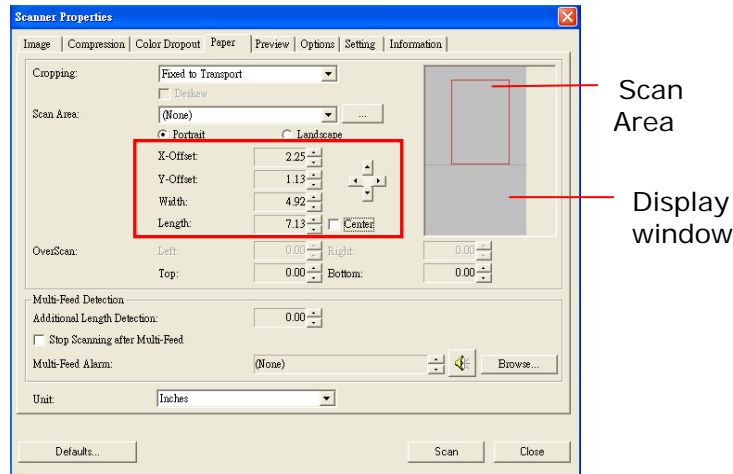 Scanner Properties
Image Compression Color Dropout Paper Preview Options Setting Information
Cropping: Fixed to Transport
Deskew
Scan Area: (None) ...
Portrait Landscape
X-Offset: 2.25
Y-Offset: 1.13
Width: 4.92
Length: 7.13 Center
OverScan: Left: 0.00 Right: 0.00
Top: 0.00 Bottom: 0.00
Multi-Feed Detection
Additional Length Detection: 0.00
Stop Scanning after Multi-Feed
Multi-Feed Alarm: (None) Browse...
Unit: Inches
Defaults... Scan Close
Scan
Area
Display
window